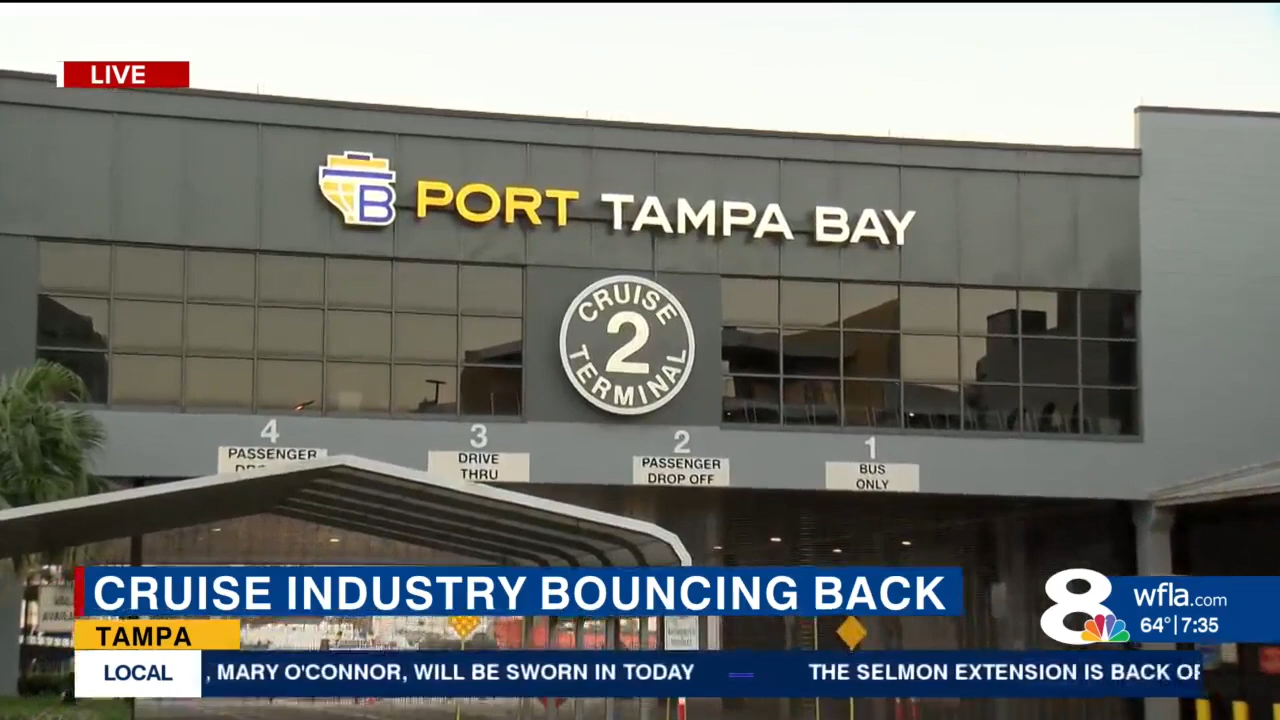 LIVE
B PORT TAMPA BAY
CRUISE
2
TERMINAL
4 3 2 1
PASSENGER
DRIVE
THRU
PASSENGER
DROP OFF
BUS
ONLY
CRUISE INDUSTRY BOUNCING BACK
TAMPA
8 wfla.com
64° | 7:35
LOCAL , MARY O'CONNOR, WILL BE SWORN IN TODAY — THE SELMON EXTENSION IS BACK